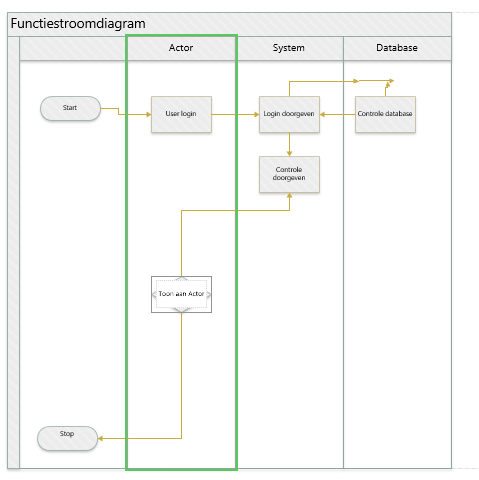 Functiestroomdiagram
Actor
System
Database
Start
User login
Login doorgeven
Controle database
Controle
doorgeven
Toon aan Actor
Stop